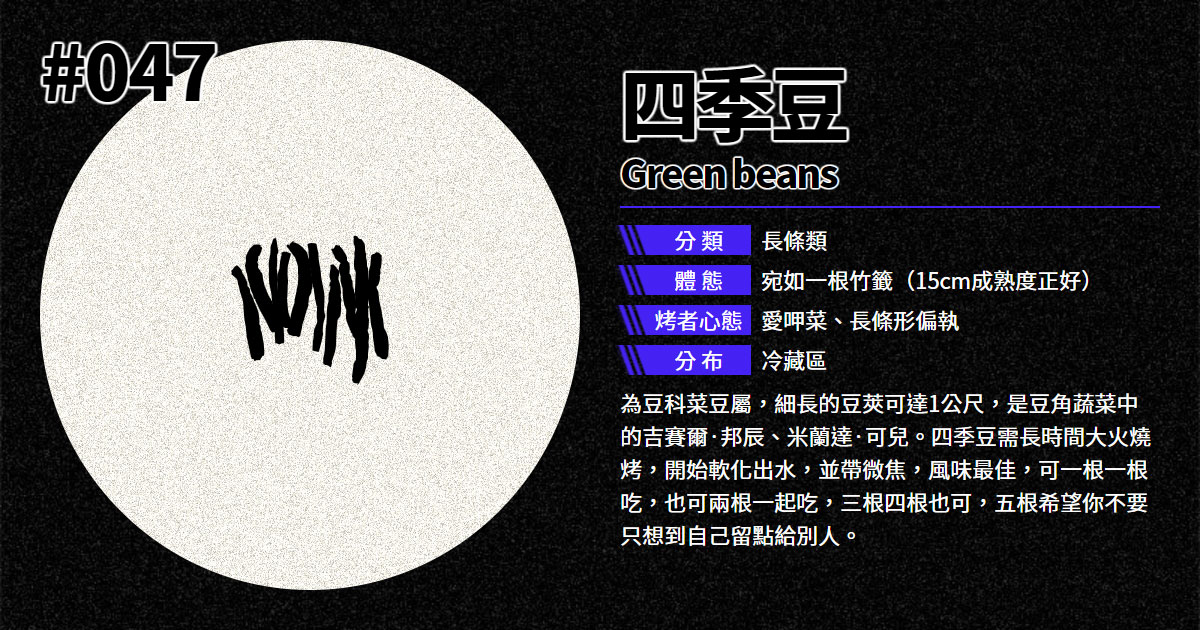 #047
四季豆
Green beans
分類 長條類
體態 宛如一根竹籤（15cm成熟度正好）
烤者心態 愛呷菜、長條形偏執
分布 冷藏區
為豆科菜豆屬，細長的豆莢可達1公尺，是豆角蔬菜中
的吉賽爾·邦辰、米蘭達·可兒。四季豆需長時間大火燒
烤，開始軟化出水，並帶微焦，風味最佳，可一根一根
吃，也可兩根一起吃，三根四根也可，五根希望你不要
只想到自己留點給別人。